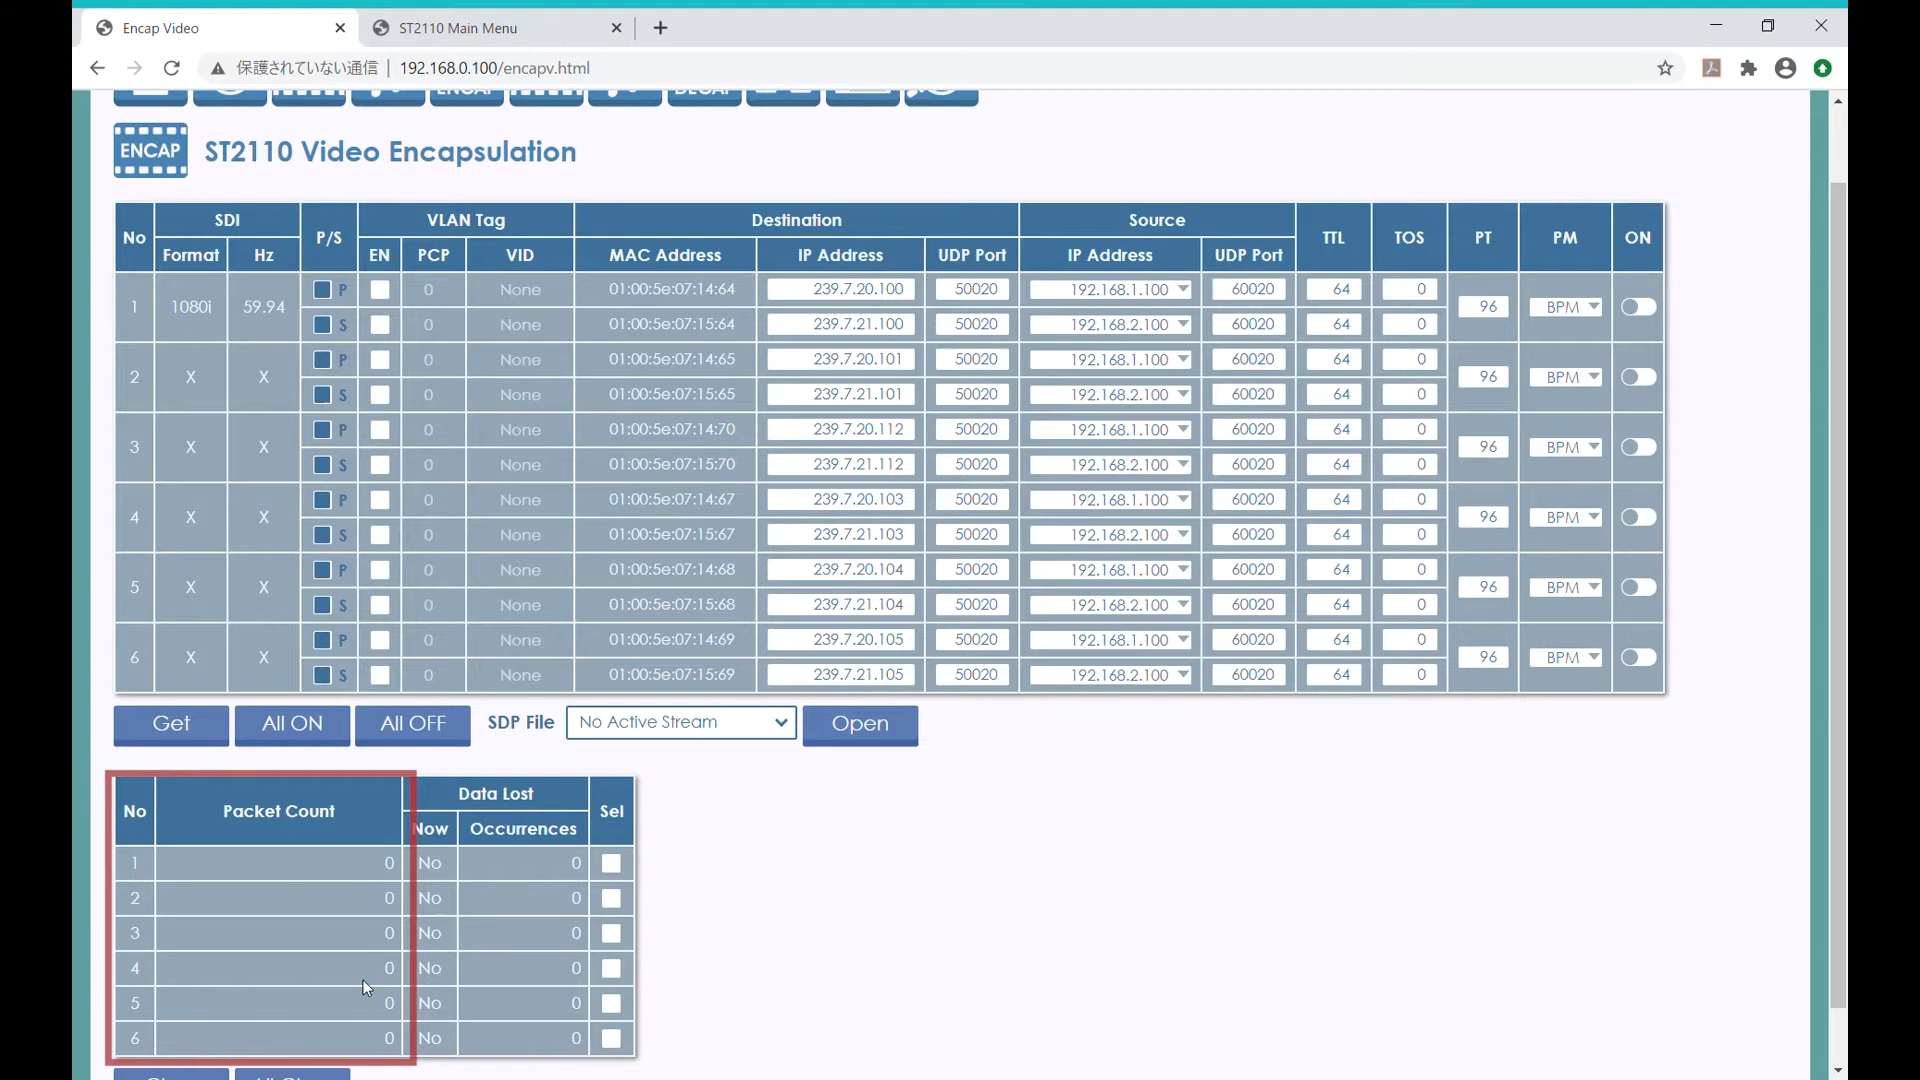 Encap Video
ST2110 Main Menu
保護されていない通信 | 192.168.0.100/encapv.html
ENCAP
ST2110 Video Encapsulation
No SDI P/S VLAN Tag Destination Source TTL TOS PT PM ON
Format Hz EN PCP VID MAC Address IP Address UDP Port IP Address UDP Port
1 1080i 59.94 P 0 None 01:00:5e:07:14:64 239.7.20.100 50020 192.168.1.100 60020 64 0 96 BPM
S 0 None 01:00:5e:07:15:64 239.7.21.100 50020 192.168.2.100 60020 64 0
2 X X P 0 None 01:00:5e:07:14:65 239.7.20.101 50020 192.168.1.100 60020 64 0 96 BPM
S 0 None 01:00:5e:07:15:65 239.7.21.101 50020 192.168.2.100 60020 64 0
3 X X P 0 None 01:00:5e:07:14:70 239.7.20.112 50020 192.168.1.100 60020 64 0 96 BPM
S 0 None 01:00:5e:07:15:70 239.7.21.112 50020 192.168.2.100 60020 64 0
4 X X P 0 None 01:00:5e:07:14:67 239.7.20.103 50020 192.168.1.100 60020 64 0 96 BPM
S 0 None 01:00:5e:07:15:67 239.7.21.103 50020 192.168.2.100 60020 64 0
5 X X P 0 None 01:00:5e:07:14:68 239.7.20.104 50020 192.168.1.100 60020 64 0 96 BPM
S 0 None 01:00:5e:07:15:68 239.7.21.104 50020 192.168.2.100 60020 64 0
6 X X P 0 None 01:00:5e:07:14:69 239.7.20.105 50020 192.168.1.100 60020 64 0 96 BPM
S 0 None 01:00:5e:07:15:69 239.7.21.105 50020 192.168.2.100 60020 64 0
Get All ON All OFF SDP File No Active Stream Open
No Packet Count Data Lost Sel
Now Occurrences
1 0 No 0
2 0 No 0
3 0 No 0
4 0 No 0
5 0 No 0
6 0 No 0